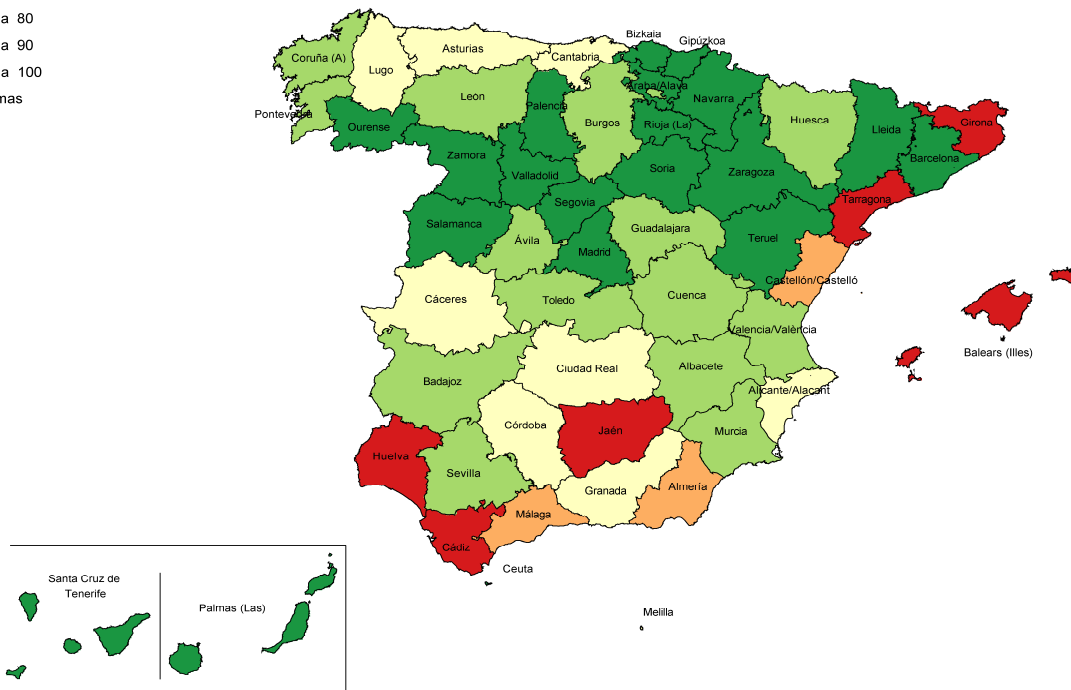 a 80
a 90
a 100
mas
Bizkaia
Gipúzkoa
Coruña (A)
Lugo
Asturias
Cantabria
Araba/Álava
Navarra
León
Palencia
Burgos
Rioja (La)
Huesca
Lleida
Girona
Pontevedra
Ourense
Barcelona
Zamora
Valladolid
Soria
Zaragoza
Segovia
Tarragona
Salamanca
Ávila
Madrid
Guadalajara
Teruel
Castellón/Castelló
Cáceres
Toledo
Cuenca
Valencia/València
Balears (Illes)
Badajoz
Ciudad Real
Albacete
Alicante/Alacant
Córdoba
Jaén
Murcia
Huelva
Sevilla
Granada
Almería
Málaga
Cádiz
Ceuta
Melilla
Santa Cruz de
Tenerife
Palmas (Las)